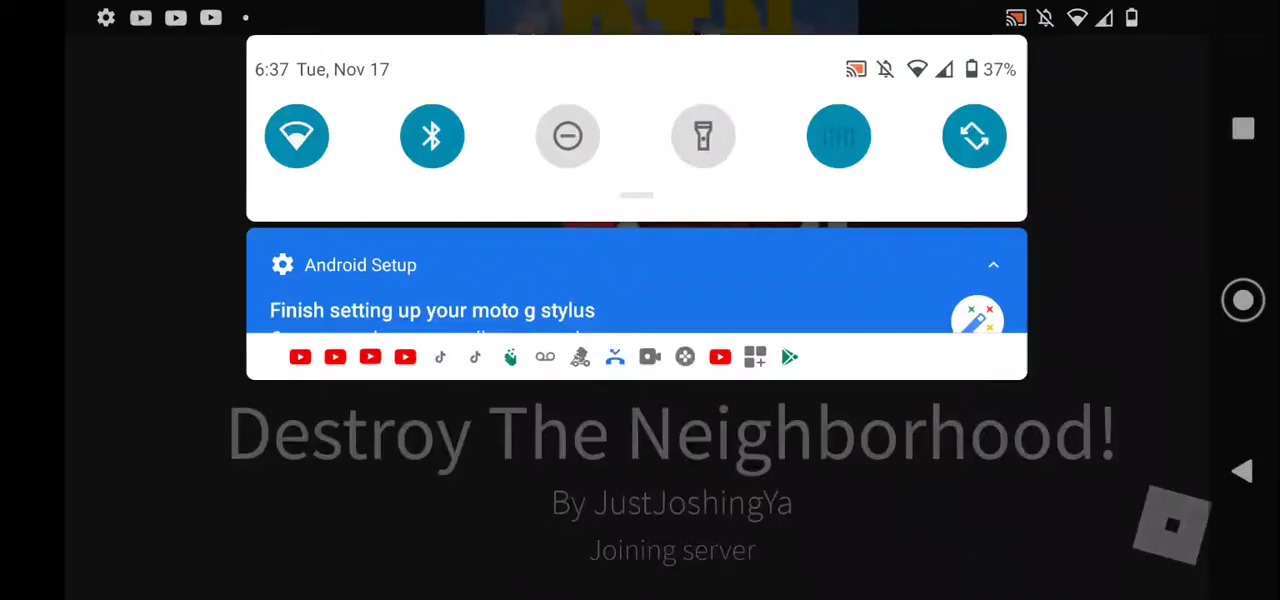 6:37 Tue, Nov 17
37%
Android Setup
Finish setting up your moto g stylus
Destroy The Neighborhood!
By JustJoshingYa
Joining server